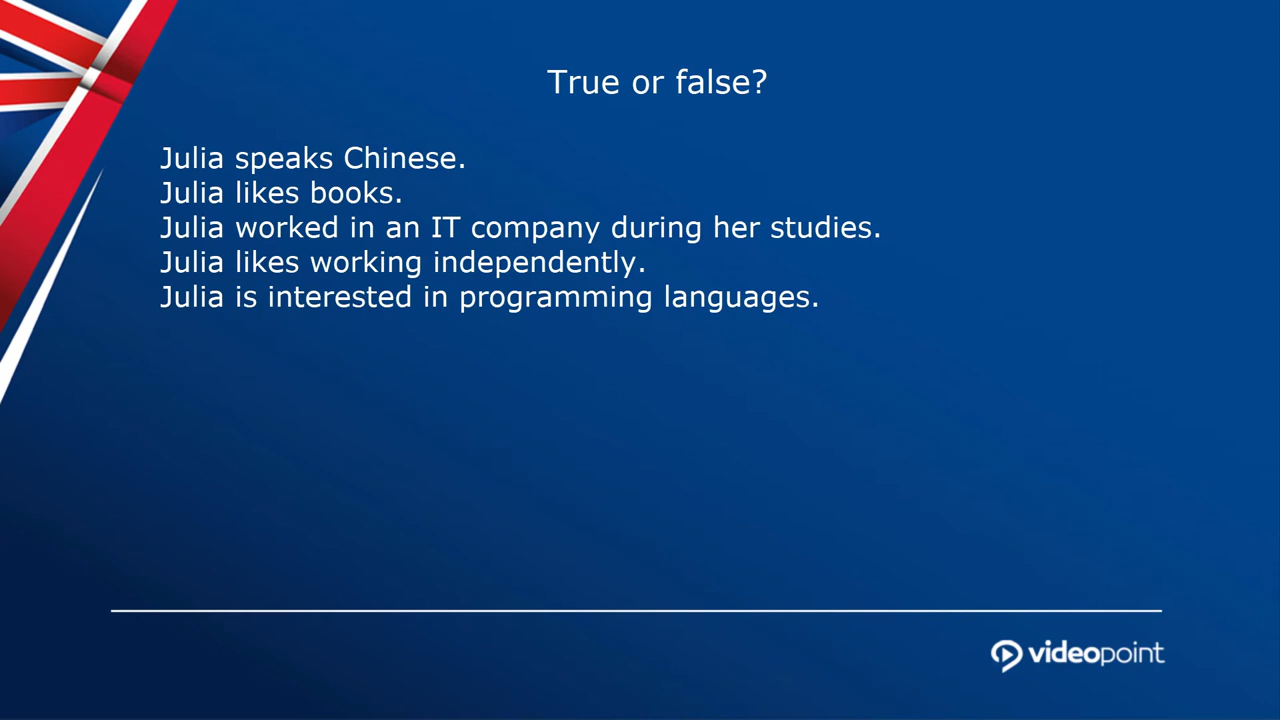 True or false?
Julia speaks Chinese.
Julia likes books.
Julia worked in an IT company during her studies.
Julia likes working independently.
Julia is interested in programming languages.
videopoint